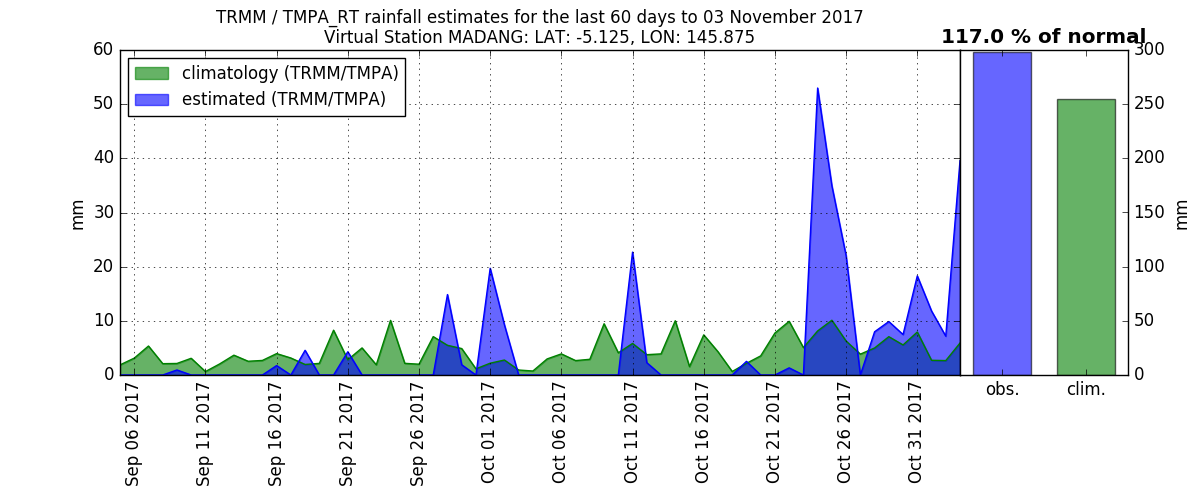 TRMM / TMPA_RT rainfall estimates for the last 60 days to 03 November 2017
Virtual Station MADANG: LAT: -5.125, LON: 145.875
117.0 % of normal
climatology (TRMM/TMPA)
estimated (TRMM/TMPA)
mm
60
50
40
30
20
10
0
300
250
200
150
100
50
0
mm
Sep 06 2017
Sep 11 2017
Sep 16 2017
Sep 21 2017
Sep 26 2017
Oct 01 2017
Oct 06 2017
Oct 11 2017
Oct 16 2017
Oct 21 2017
Oct 26 2017
Oct 31 2017
obs.
clim.